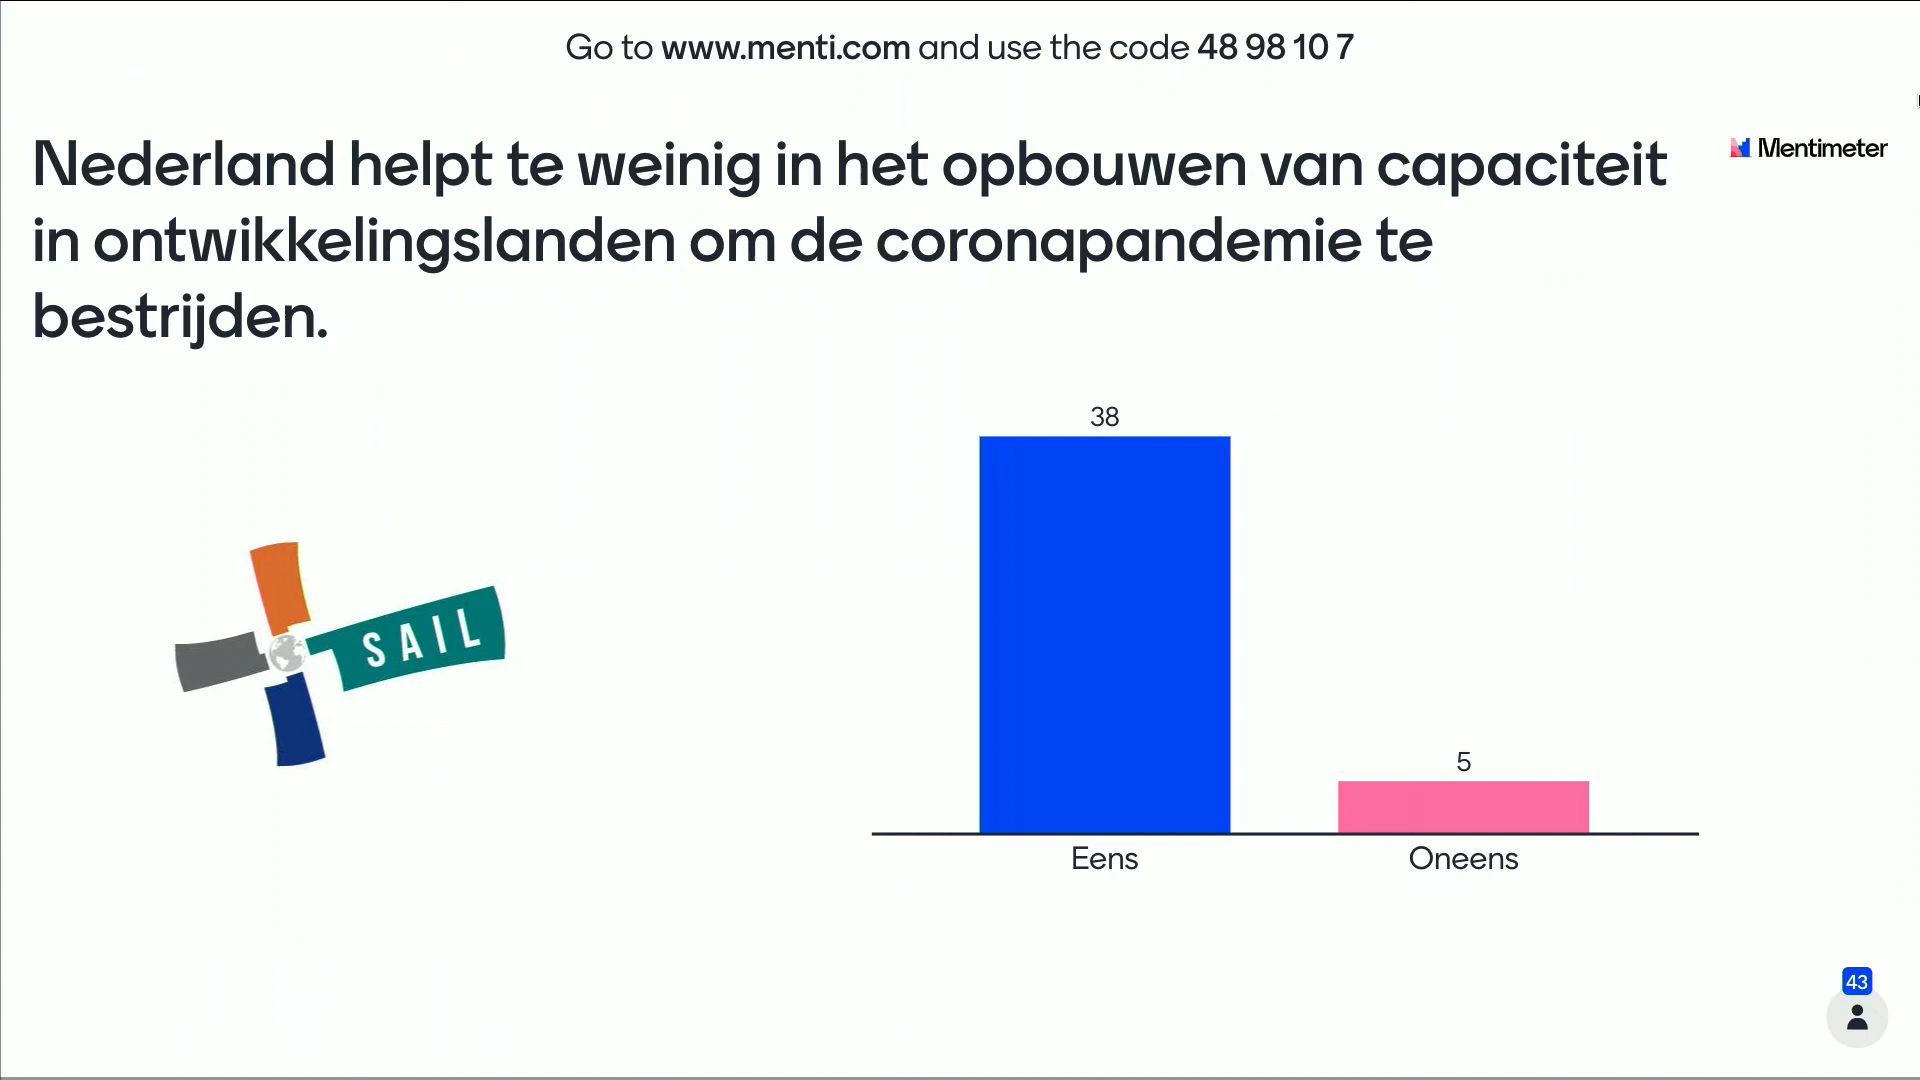 Go to www.menti.com and use the code 48 98 10 7
Nederland helpt te weinig in het opbouwen van capaciteit
in ontwikkelingslanden om de coronapandemie te
bestrijden.
Mentimeter
SAIL
38
5
Eens
Oneens
43